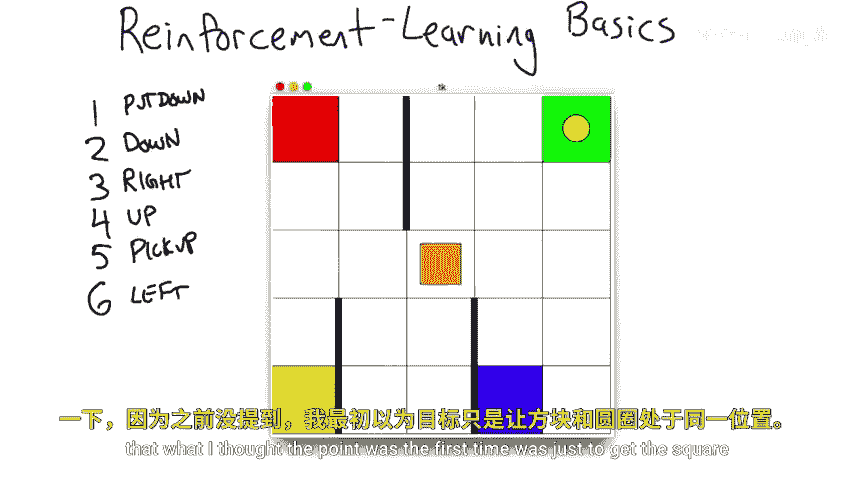 Reinforcement-Learning Basics
tk
1 PUTDOWN
2 DOWN
3 RIGHT
4 UP
5 PICKUP
6 LEFT
一下，因为之前没提到，我最初以为目标只是让方块和圆圈处于同一位置。
that what I thought the point was the first time was just to get the square